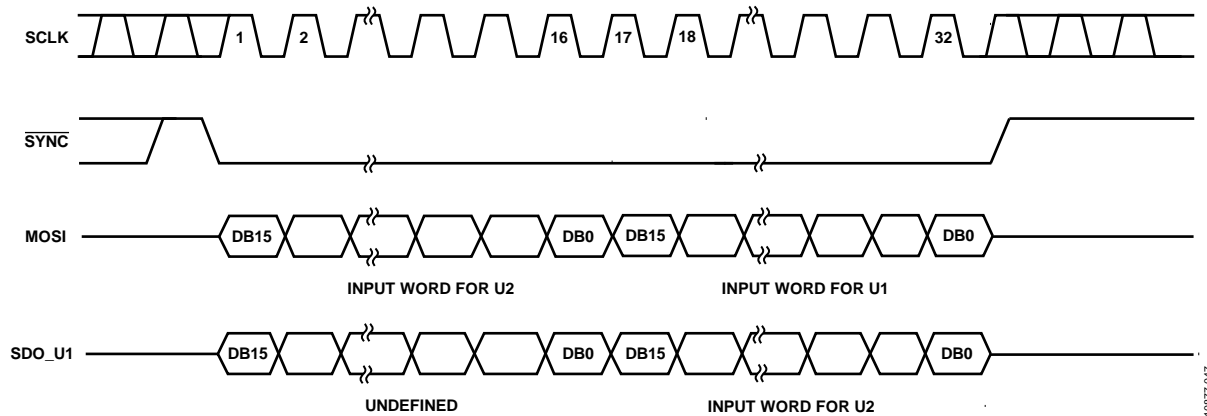 SCLK 1 2 16 17 18 32
SYNC
MOSI DB15 DB0 DB15 DB0
INPUT WORD FOR U2 INPUT WORD FOR U1
SDO_U1 DB15 DB0 DB15 DB0
UNDEFINED INPUT WORD FOR U2